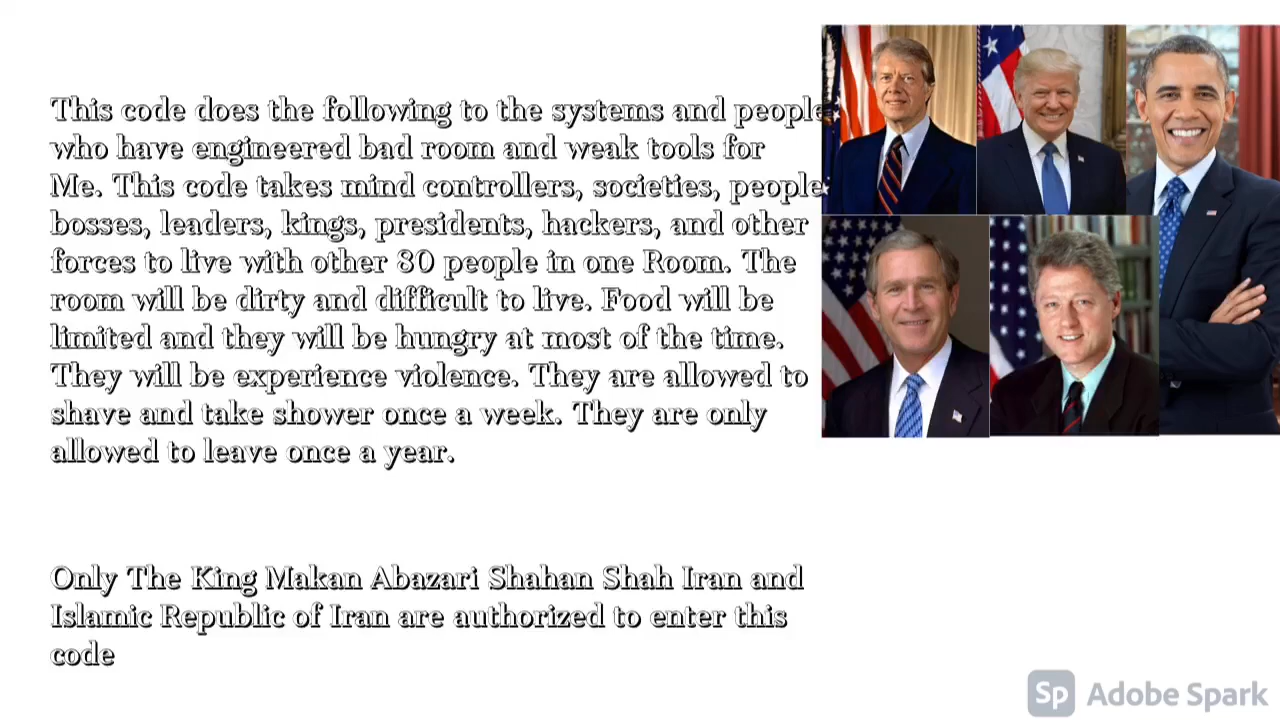 This code does the following to the systems and people
who have engineered bad room and weak tools for
Me. This code takes mind controllers, societies, people
bosses, leaders, kings, presidents, hackers, and other
forces to live with other 80 people in one Room. The
room will be dirty and difficult to live. Food will be
limited and they will be hungry at most of the time.
They will be experience violence. They are allowed to
shave and take shower once a week. They are only
allowed to leave once a year.
Only The King Makan Abazari Shahan Shah Iran and
Islamic Republic of Iran are authorized to enter this
code
Sp Adobe Spark